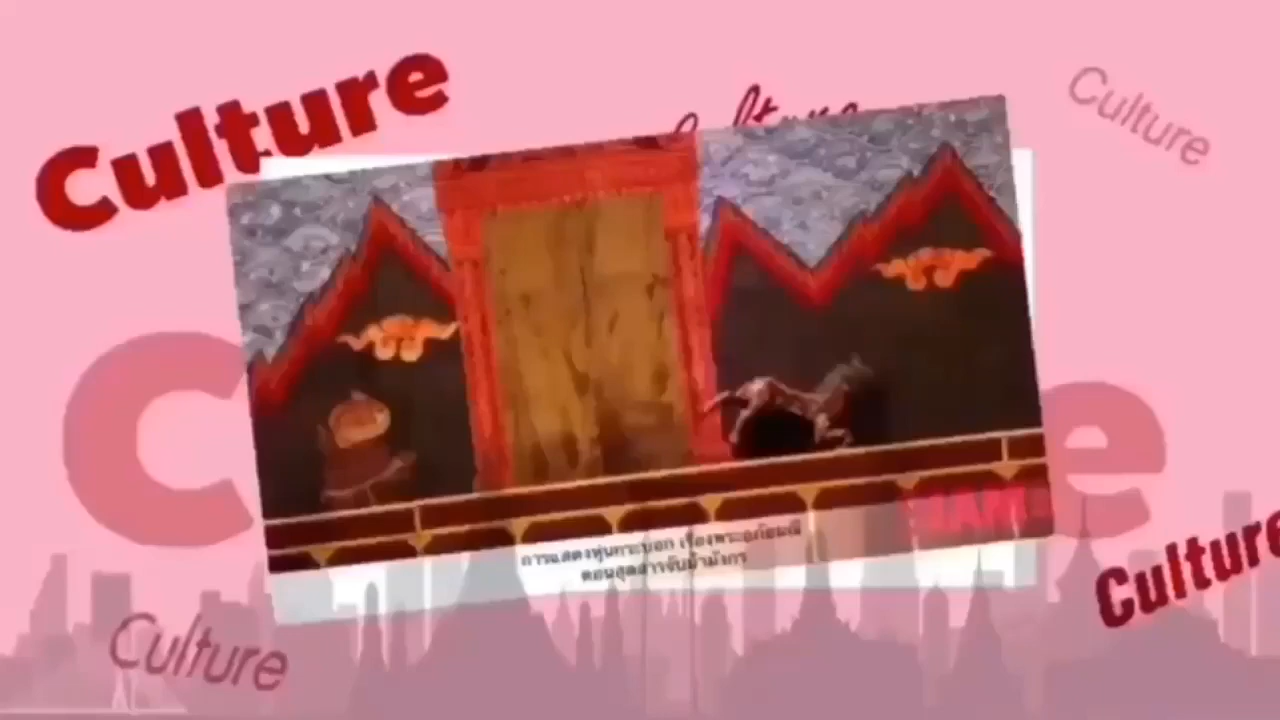 Culture
Culture
Culture
C
e
SIAM
การแสดงหุ่นกระบอก เรื่องพระอภัยมณี
ตอนสุดสาครจับม้ามังกร
Culture
Culture